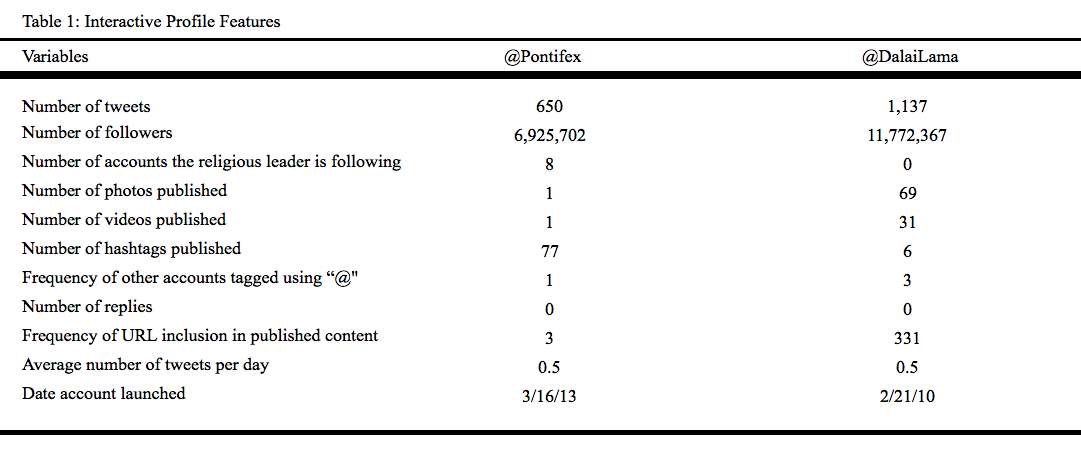 Table 1: Interactive Profile Features
Variables @Pontifex @DalaiLama
Number of tweets 650 1,137
Number of followers 6,925,702 11,772,367
Number of accounts the religious leader is following 8 0
Number of photos published 1 69
Number of videos published 1 31
Number of hashtags published 77 6
Frequency of other accounts tagged using “@" 1 3
Number of replies 0 0
Frequency of URL inclusion in published content 3 331
Average number of tweets per day 0.5 0.5
Date account launched 3/16/13 2/21/10